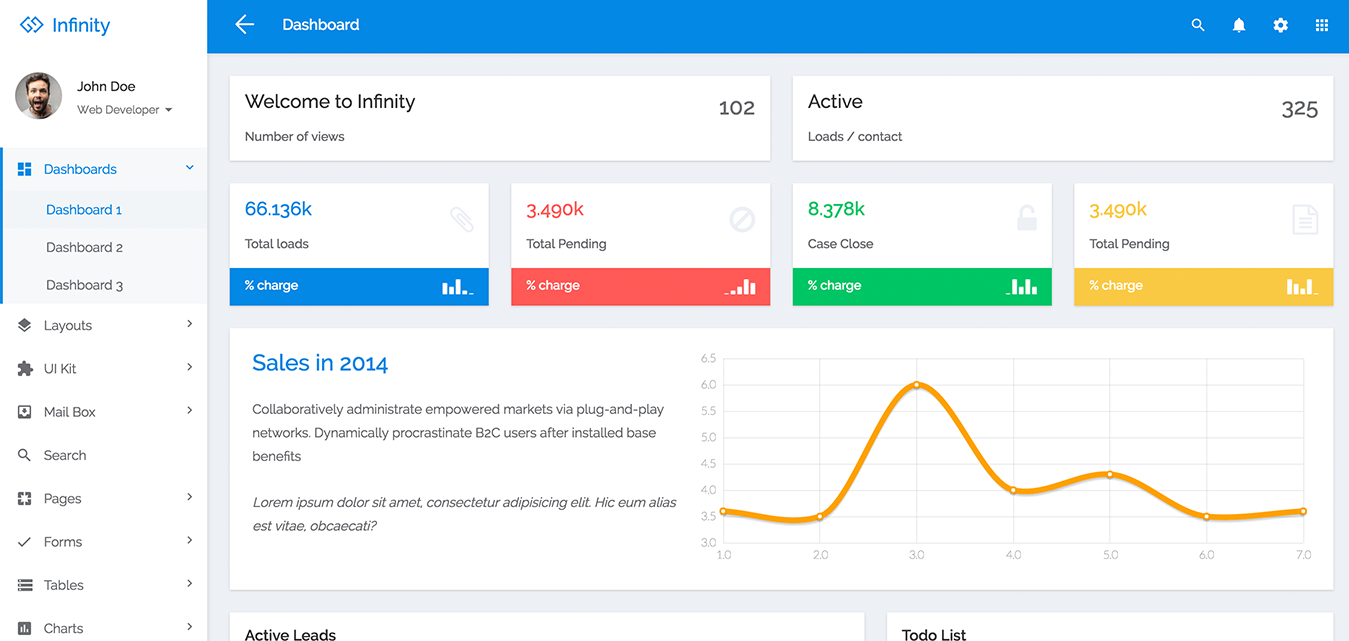 Infinity
John Doe
Web Developer
Dashboards
Dashboard 1
Dashboard 2
Dashboard 3
Layouts
UI Kit
Mail Box
Search
Pages
Forms
Tables
Charts
Dashboard
Welcome to Infinity
102
Number of views
Active
325
Loads / contact
66.136k
Total loads
% charge
3.490k
Total Pending
% charge
8.378k
Case Close
% charge
3.490k
Total Pending
% charge
Sales in 2014
Collaboratively administrate empowered markets via plug-and-play
networks. Dynamically procrastinate B2C users after installed base
benefits
Lorem ipsum dolor sit amet, consectetur adipisicing elit. Hic eum alias
est vitae, obcaecati?
6.5
6.0
5.5
5.0
4.5
4.0
3.5
3.0
1.0 2.0 3.0 4.0 5.0 6.0 7.0
Active Leads
Todo List